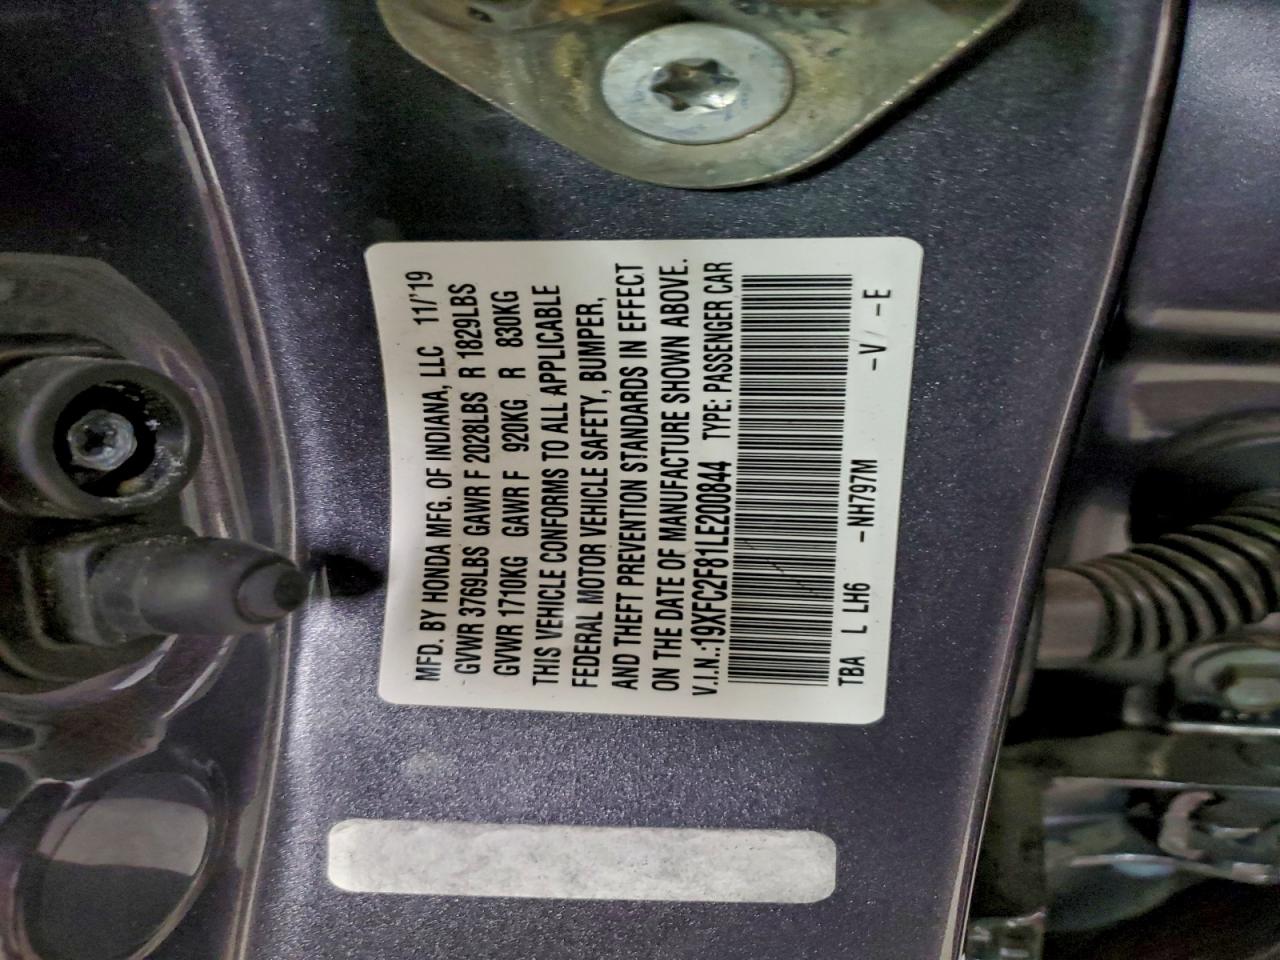 MFD. BY HONDA MFG. OF INDIANA, LLC 11/'19
GVWR 3769LBS GAWR F 2028LBS R 1829LBS
GVWR 1710KG GAWR F 920KG R 830KG
THIS VEHICLE CONFORMS TO ALL APPLICABLE
FEDERAL MOTOR VEHICLE SAFETY, BUMPER,
AND THEFT PREVENTION STANDARDS IN EFFECT
ON THE DATE OF MANUFACTURE SHOWN ABOVE.
V.I.N.:19XFC2F81LE200844 TYPE: PASSENGER CAR
TBA L LH6 -NH797M -V/ -E